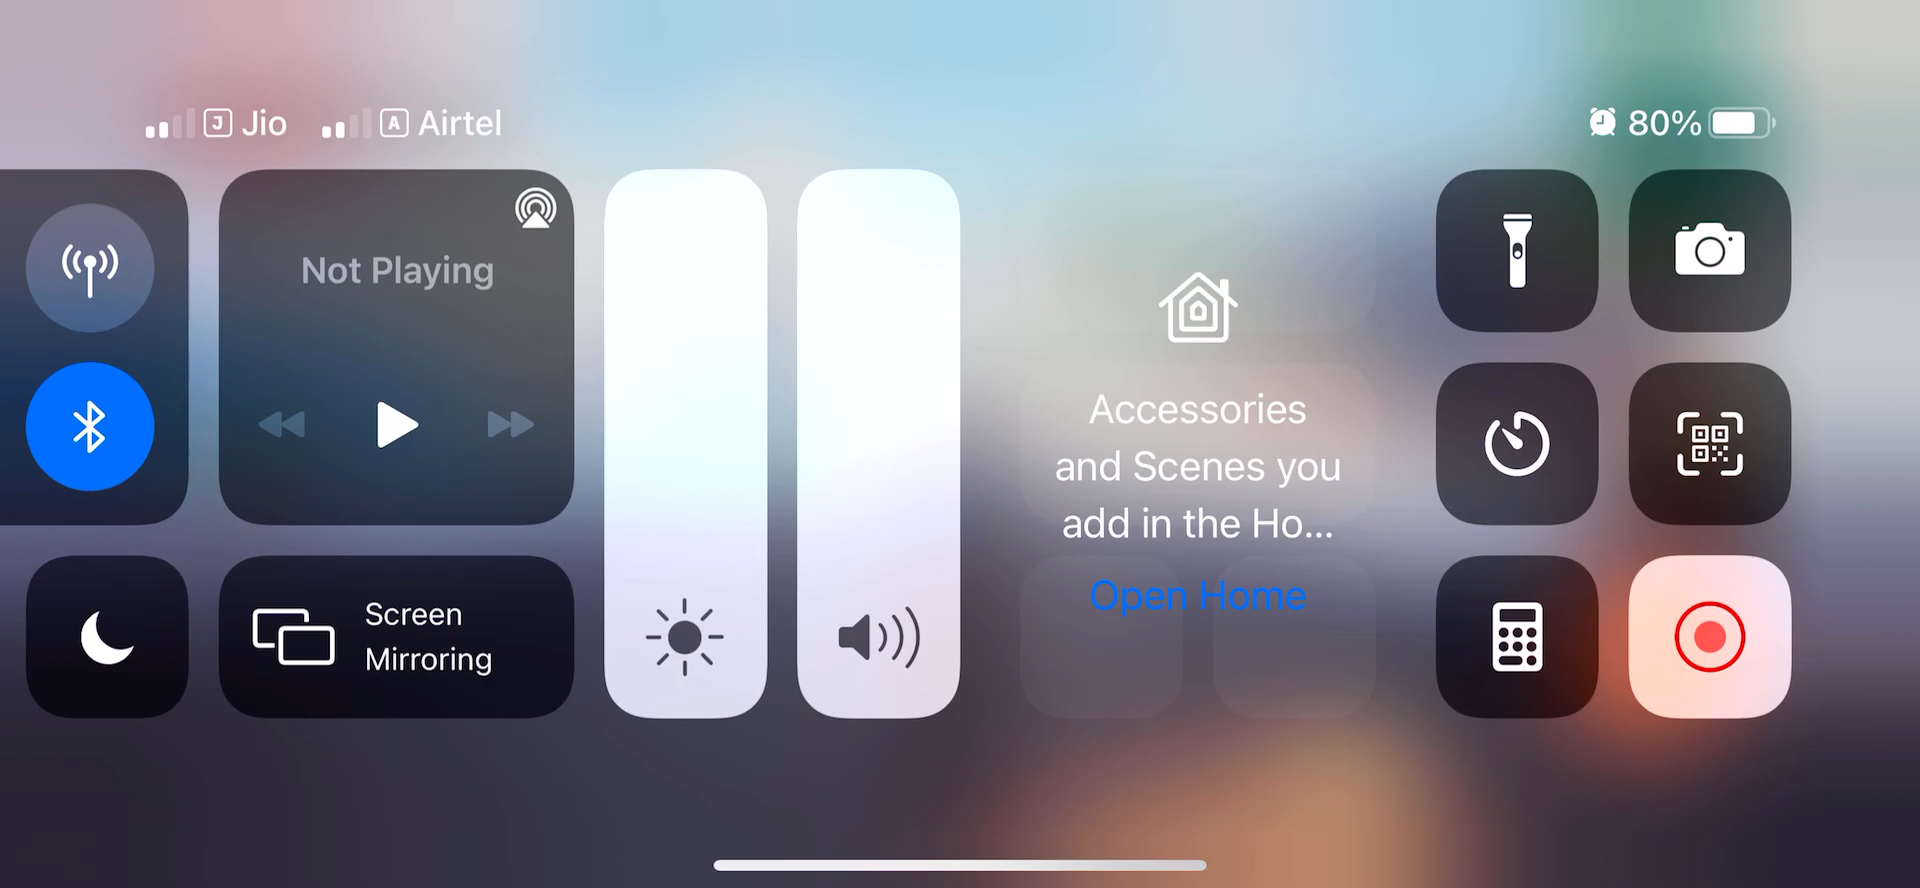 J Jio A Airtel 80%
Not Playing
Accessories
and Scenes you
add in the Ho...
Open Home
Screen
Mirroring